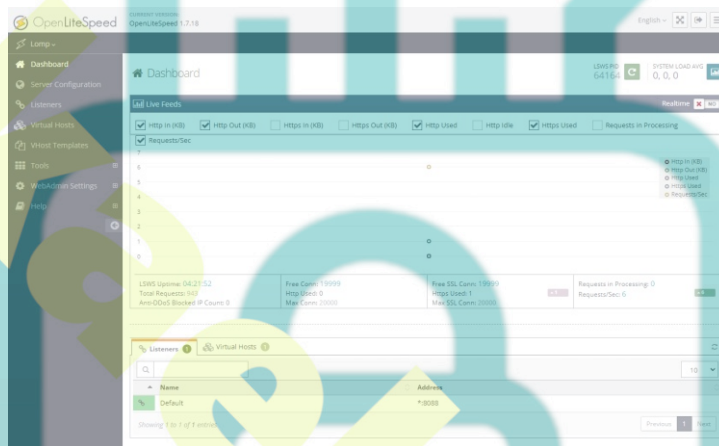 OpenLiteSpeed
CURRENT VERSION
OpenLiteSpeed 1.7.16
English
Lomp
Dashboard
Server Configuration
Listeners
Virtual Hosts
VHost Templates
Tools
WebAdmin Settings
Help
Dashboard
LSWS PID
64164
SYSTEM LOAD AVG
0, 0, 0
Live Feeds
Realtime
Http In (KB) Http Out (KB) Https In (KB) Https Out (KB) Http Used Http Idle Https Used Requests in Processing
Requests/Sec
7
6
5
4
3
2
1
0
Http In (KB)
Http Out (KB)
Http Used
Https Used
Requests/Sec
LSWS Uptime: 04:21:52
Total Requests: 943
Anti-DDoS Blocked IP Count: 0
Free Conn: 19999
Http Used: 0
Max Conn: 20000
Free SSL Conn: 19999
Https Used: 1
Max SSL Conn: 20000
Requests in Processing: 0
Requests/Sec: 6
Listeners 1 Virtual Hosts
10
Name Address
Default *:8088
Showing 1 to 1 of 1 entries
Previous 1 Next